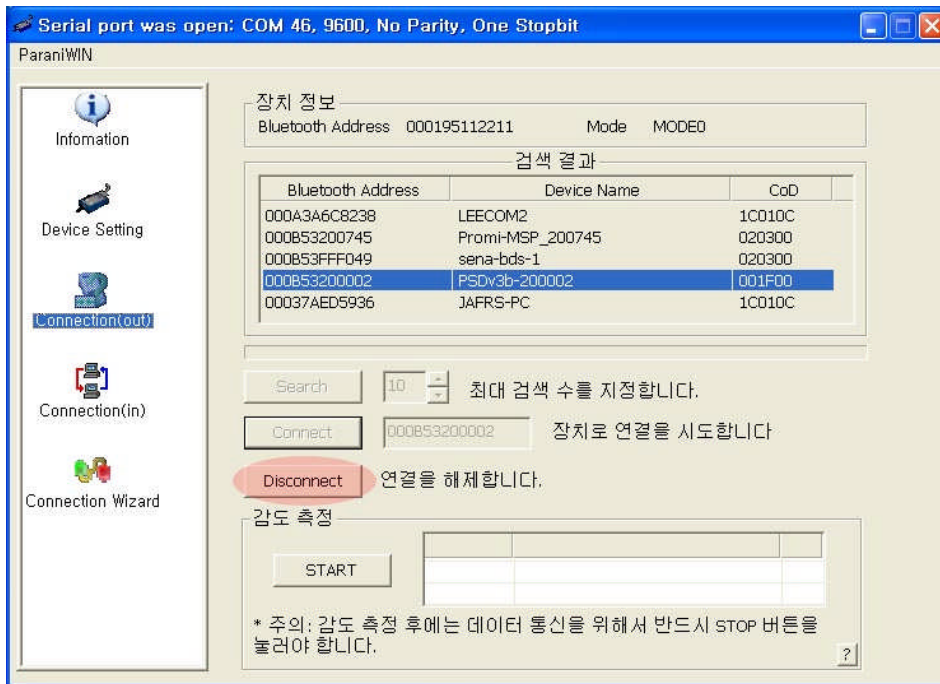 Serial port was open: COM 46, 9600, No Parity, One Stopbit
ParaniWIN
Infomation
Device Setting
Connection(out)
Connection(in)
Connection Wizard
장치 정보
Bluetooth Address 000195112211 Mode MODE0
검색 결과
Bluetooth Address Device Name CoD
000A3A6C8238 LEECOM2 1C010C
000B53200745 Promi-MSP_200745 020300
000B53FFF049 sena-bds-1 020300
000B53200002 PSDv3b-200002 001F00
00037AED5936 JAFRS-PC 1C010C
Search 10 최대 검색 수를 지정합니다.
Connect 000B53200002 장치로 연결을 시도합니다
Disconnect 연결을 해제합니다.
감도 측정
START
* 주의: 감도 측정 후에는 데이터 통신을 위해서 반드시 STOP 버튼을
눌러야 합니다.
?